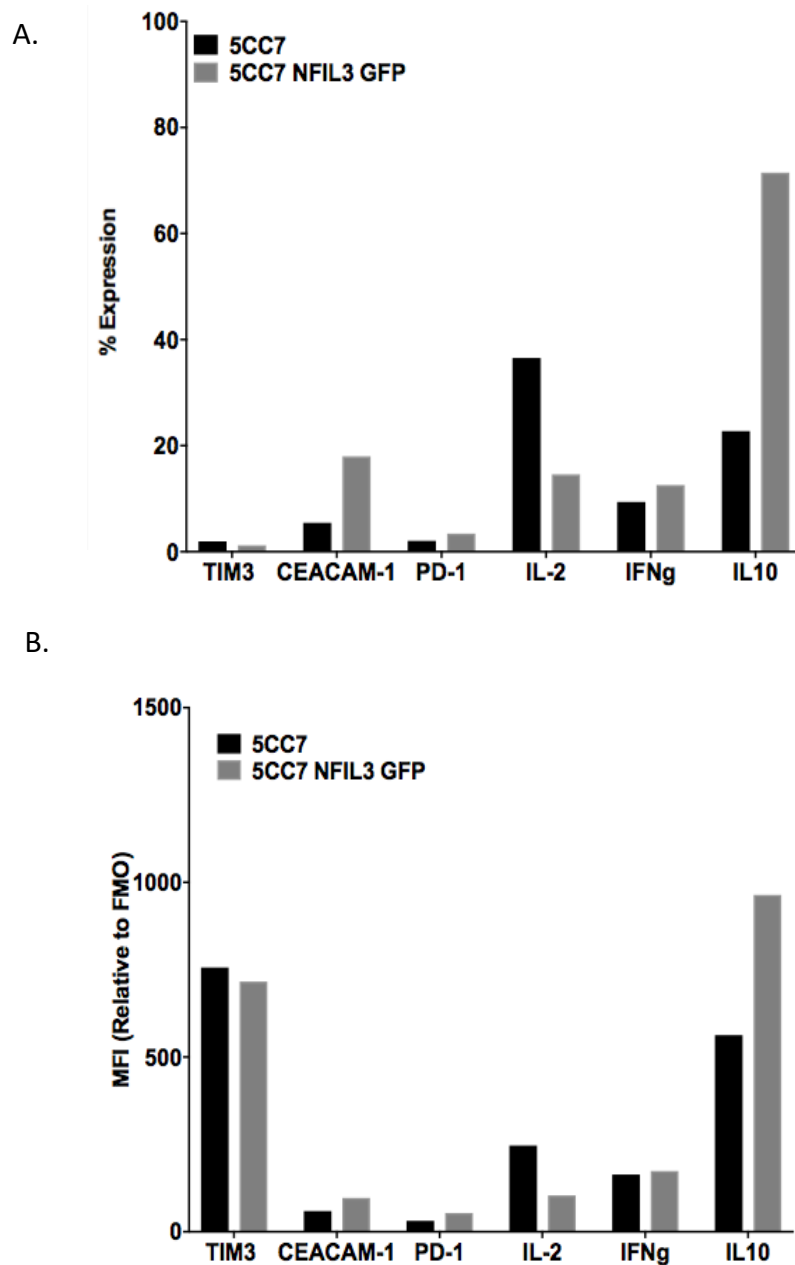 A.
100
80
60
40
20
0
% Expression
5CC7
5CC7 NFIL3 GFP
TIM3 CEACAM-1 PD-1 IL-2 IFNg IL10
B.
1500
1000
500
0
MFI (Relative to FMO)
5CC7
5CC7 NFIL3 GFP
TIM3 CEACAM-1 PD-1 IL-2 IFNg IL10